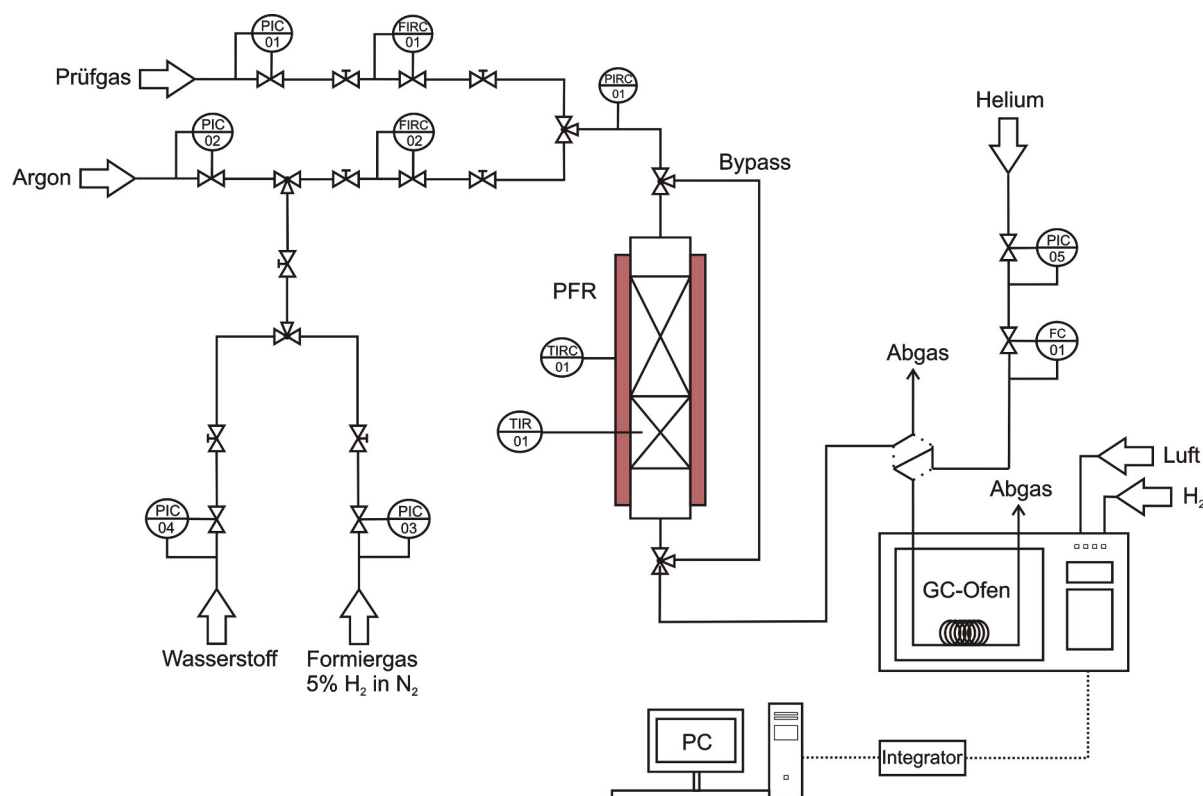 PIC
01
FIRC
01
Prüfgas
PIRC
01
PIC
02
FIRC
02
Argon
Bypass
Helium
PIC
05
FC
01
PFR
TIRC
01
TIR
01
Abgas
Luft
H₂
Abgas
GC-Ofen
PIC
04
PIC
03
Wasserstoff
Formiergas
5% H₂ in N₂
PC
Integrator